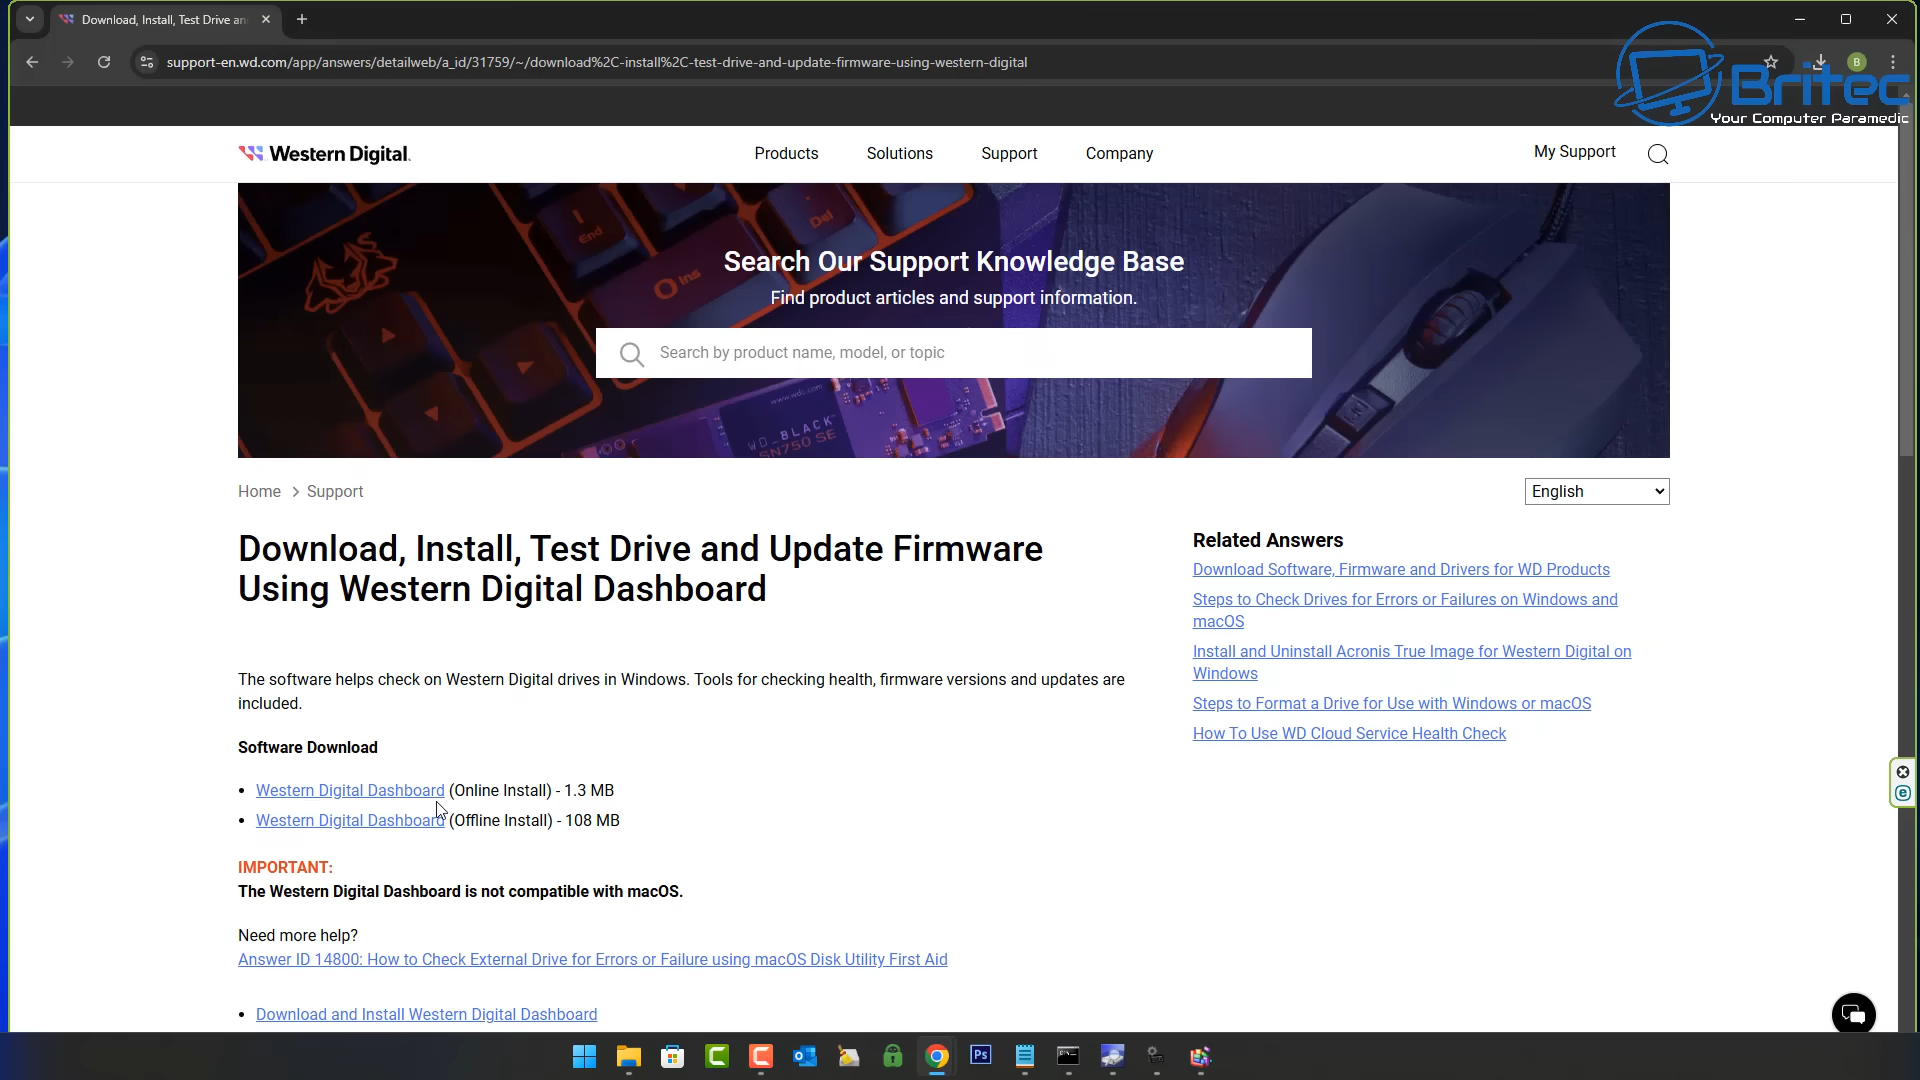 Download, Install, Test Drive an
support-en.wd.com/app/answers/detailweb/a_id/31759/~/download%2C-install%2C-test-drive-and-update-firmware-using-western-digital
B
Britec
Your Computer Paramedic
Western Digital.
Products
Solutions
Support
Company
My Support
End
Del
Ins
www.wdc.com
WD_BLACK
SN750 SE
Search Our Support Knowledge Base
Find product articles and support information.
Search by product name, model, or topic
Home > Support
English
Download, Install, Test Drive and Update Firmware
Using Western Digital Dashboard
The software helps check on Western Digital drives in Windows. Tools for checking health, firmware versions and updates are
included.
Software Download
• Western Digital Dashboard (Online Install) - 1.3 MB
• Western Digital Dashboard (Offline Install) - 108 MB
IMPORTANT:
The Western Digital Dashboard is not compatible with macOS.
Need more help?
Answer ID 14800: How to Check External Drive for Errors or Failure using macOS Disk Utility First Aid
• Download and Install Western Digital Dashboard
Related Answers
Download Software, Firmware and Drivers for WD Products
Steps to Check Drives for Errors or Failures on Windows and
macOS
Install and Uninstall Acronis True Image for Western Digital on
Windows
Steps to Format a Drive for Use with Windows or macOS
How To Use WD Cloud Service Health Check
Ps